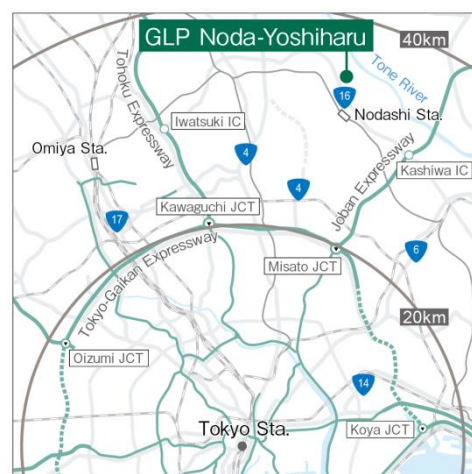 GLP Noda-Yoshiharu
40km
Tone River
Tohoku Expressway
16
Nodashi Sta.
Iwatsuki IC
Omiya Sta.
4
Kashiwa IC
4
Joban Expressway
17
Kawaguchi JCT
Tokyo-Gaikan Expressway
6
Misato JCT
20km
Oizumi JCT
14
Tokyo Sta.
Koya JCT